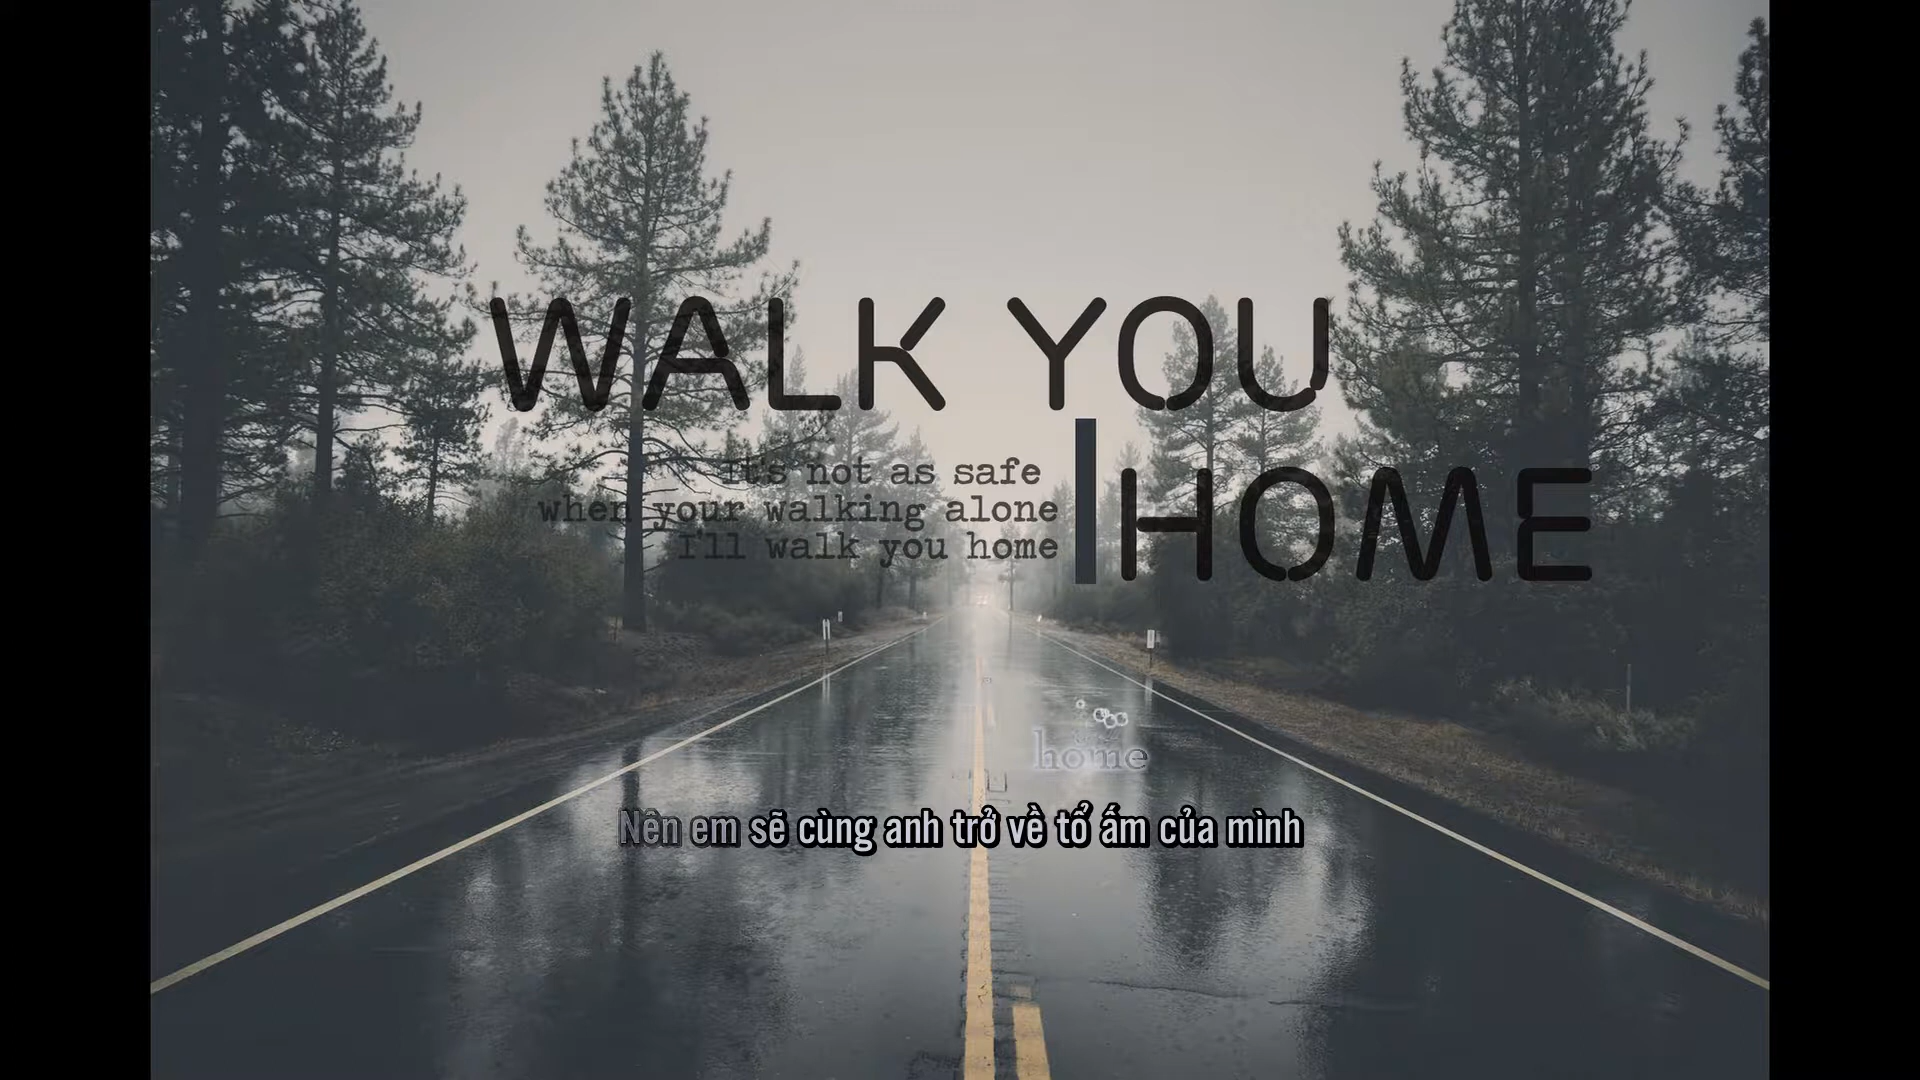 WALK YOU
HOME
It's not as safe
when your walking alone
I'll walk you home
home
Nên em sẽ cùng anh trở về tổ ấm của mình